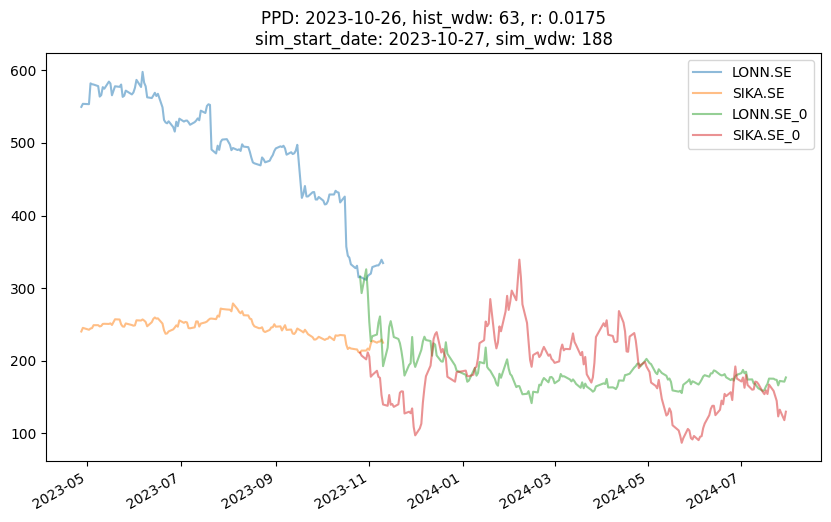 PPD: 2023-10-26, hist_wdw: 63, r: 0.0175
sim_start_date: 2023-10-27, sim_wdw: 188
LONN.SE
SIKA.SE
LONN.SE_0
SIKA.SE_0
600
500
400
300
200
100
2023-05
2023-07
2023-09
2023-11
2024-01
2024-03
2024-05
2024-07